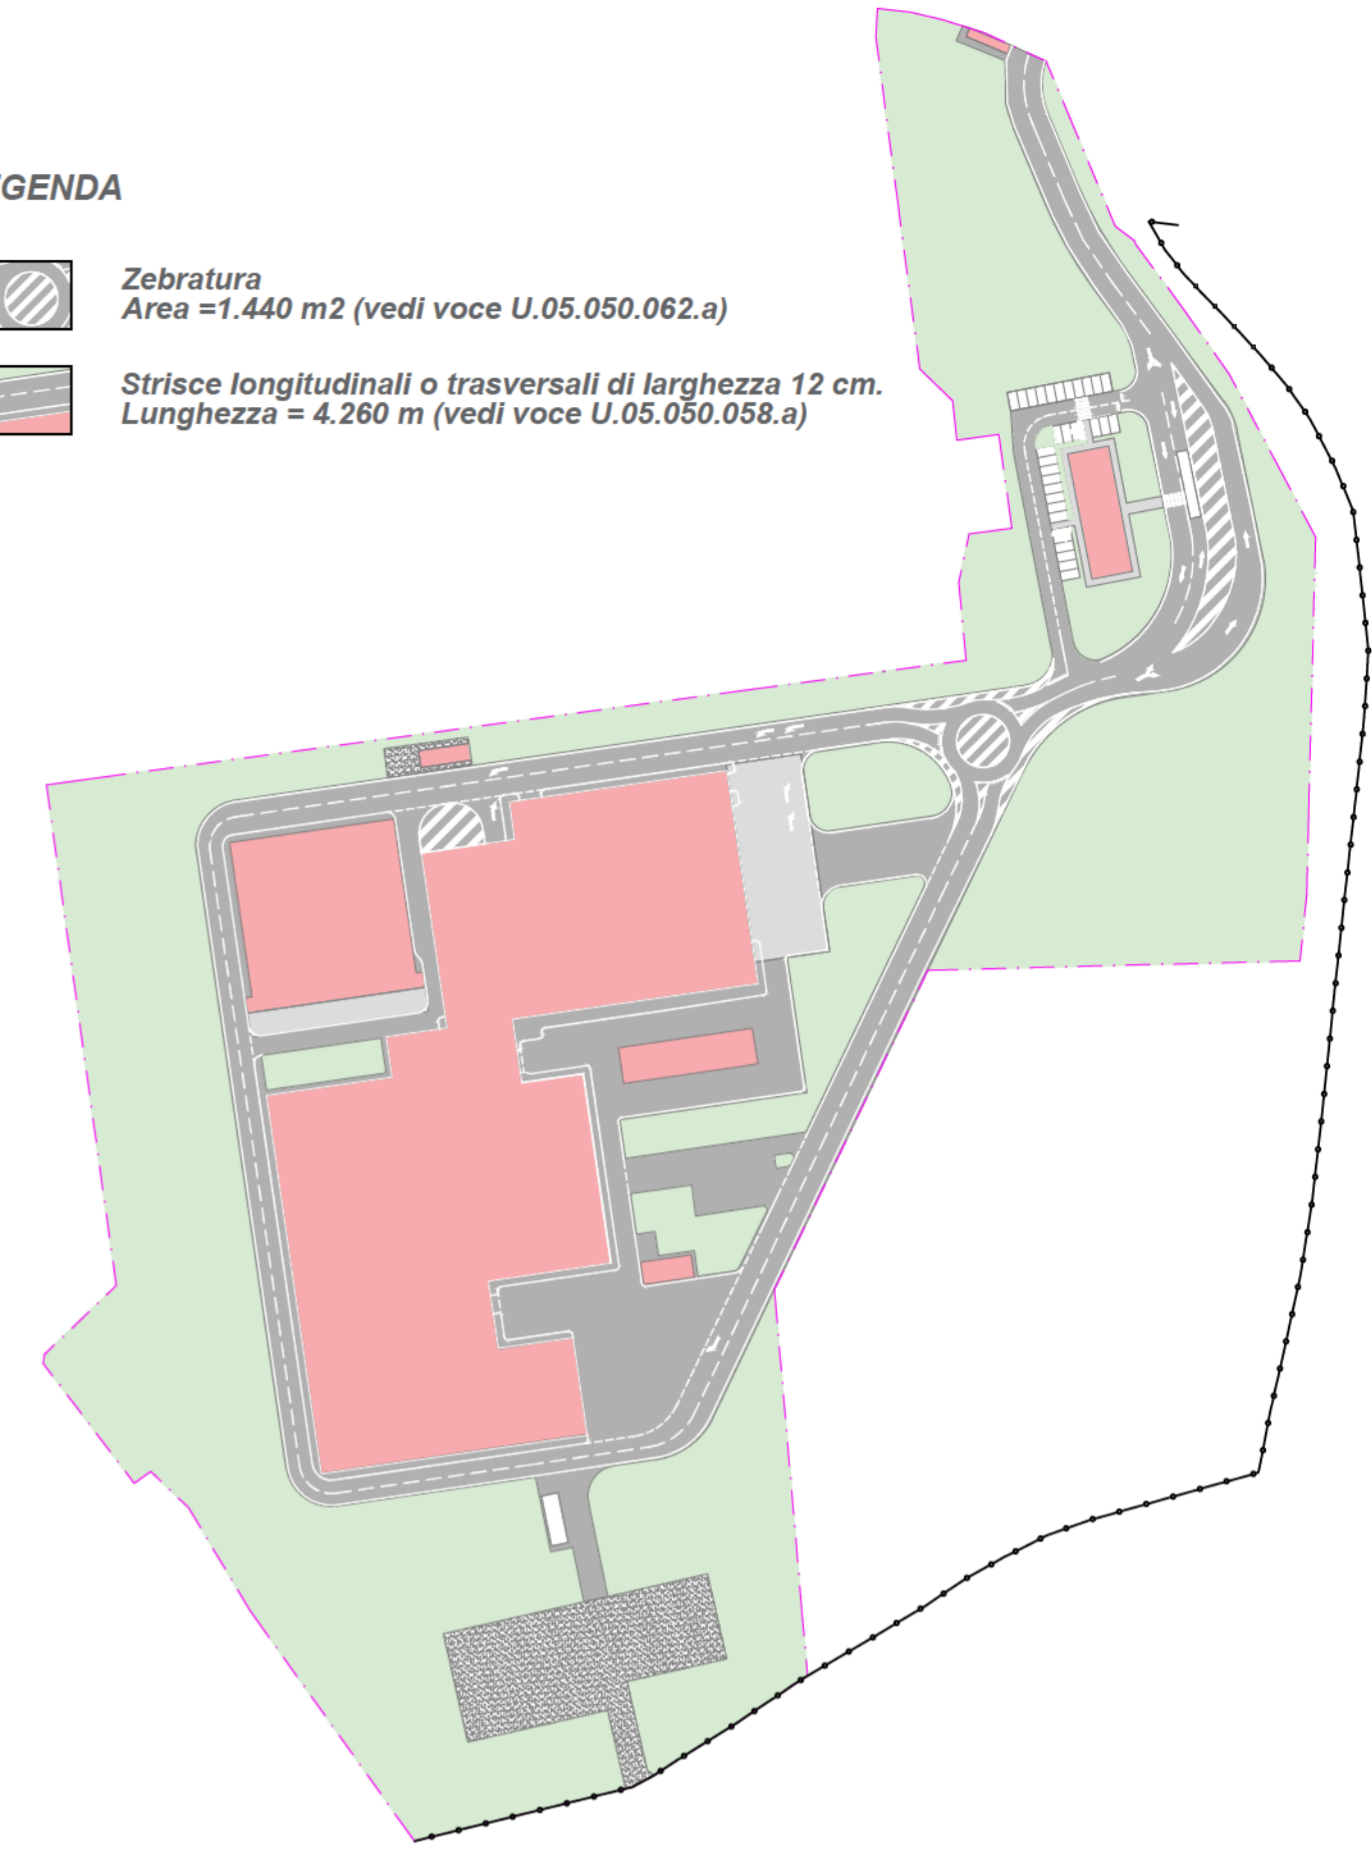 EGENDA
Zebratura
Area =1.440 m2 (vedi voce U.05.050.062.a)
Strisce longitudinali o trasversali di larghezza 12 cm.
Lunghezza = 4.260 m (vedi voce U.05.050.058.a)